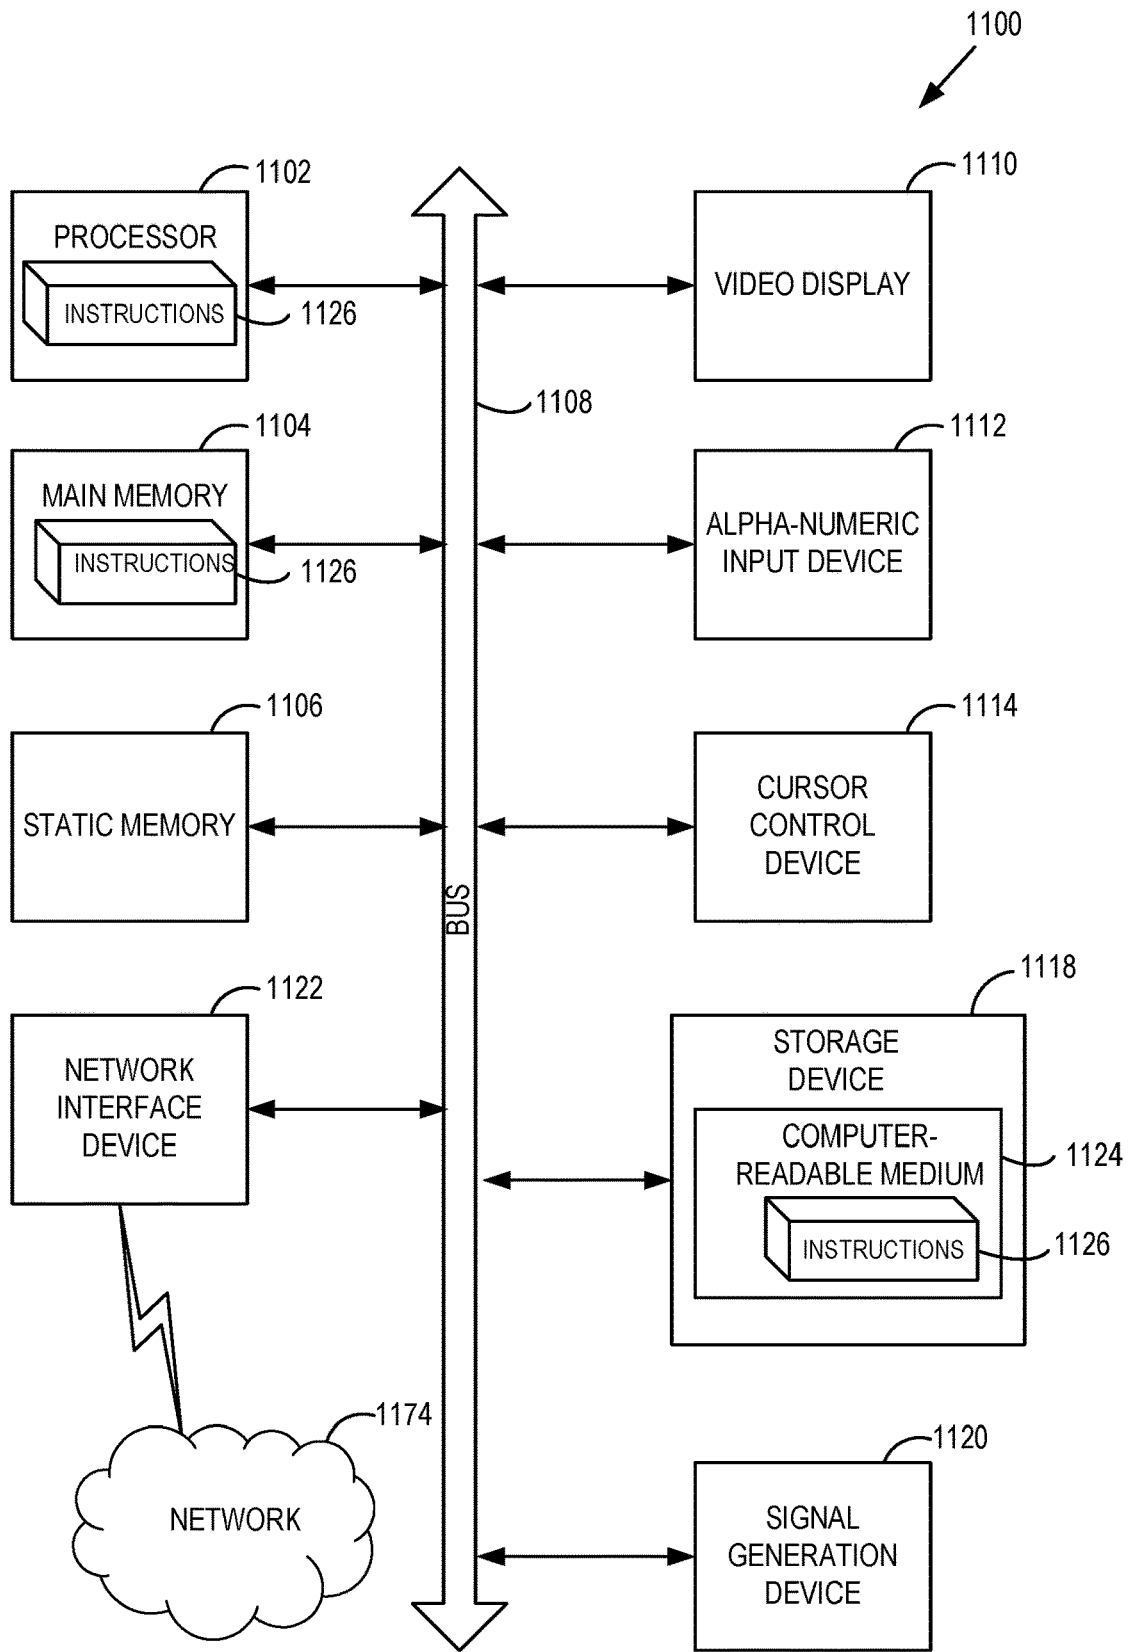 1100
1102
PROCESSOR
INSTRUCTIONS
1126
1110
VIDEO DISPLAY
1108
1104
MAIN MEMORY
INSTRUCTIONS
1126
1112
ALPHA-NUMERIC
INPUT DEVICE
1106
STATIC MEMORY
1114
CURSOR
CONTROL
DEVICE
BUS
1122
NETWORK
INTERFACE
DEVICE
1118
STORAGE
DEVICE
COMPUTER-
READABLE MEDIUM
1124
INSTRUCTIONS
1126
1174
NETWORK
1120
SIGNAL
GENERATION
DEVICE